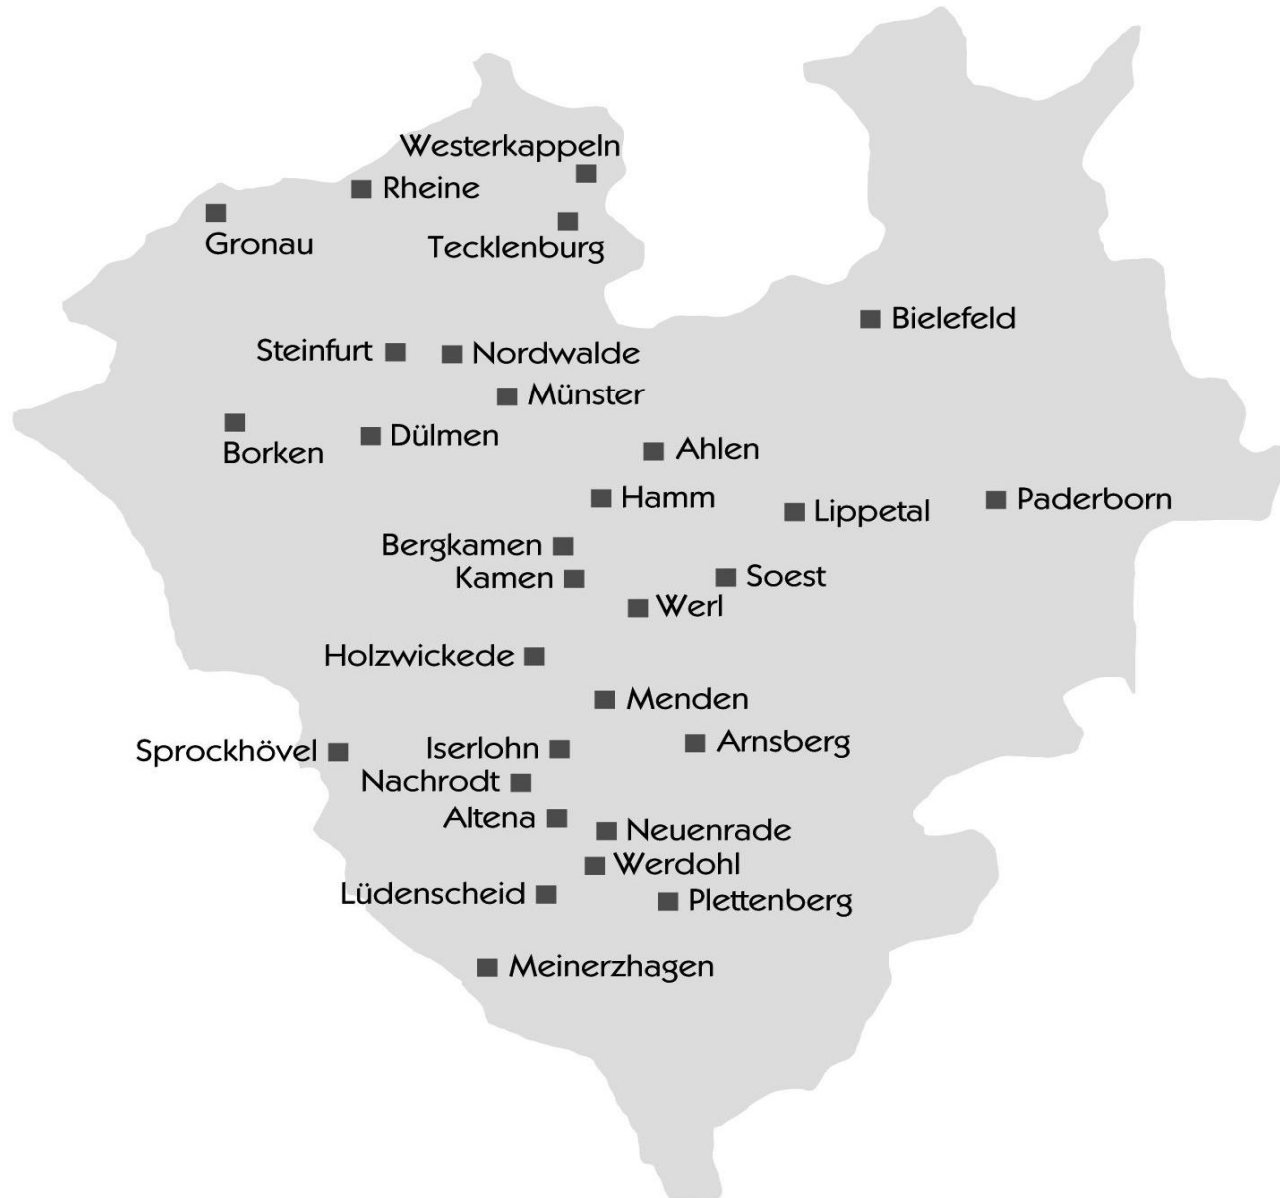 Westerkappeln
Rheine
Gronau
Tecklenburg
Bielefeld
Steinfurt
Nordwalde
Münster
Dülmen
Borken
Ahlen
Hamm
Lippetal
Paderborn
Bergkamen
Kamen
Soest
Werl
Holzwickede
Menden
Arnsberg
Sprockhövel
Iserlohn
Nachrodt
Altena
Neuenrade
Werdohl
Lüdenscheid
Plettenberg
Meinerzhagen